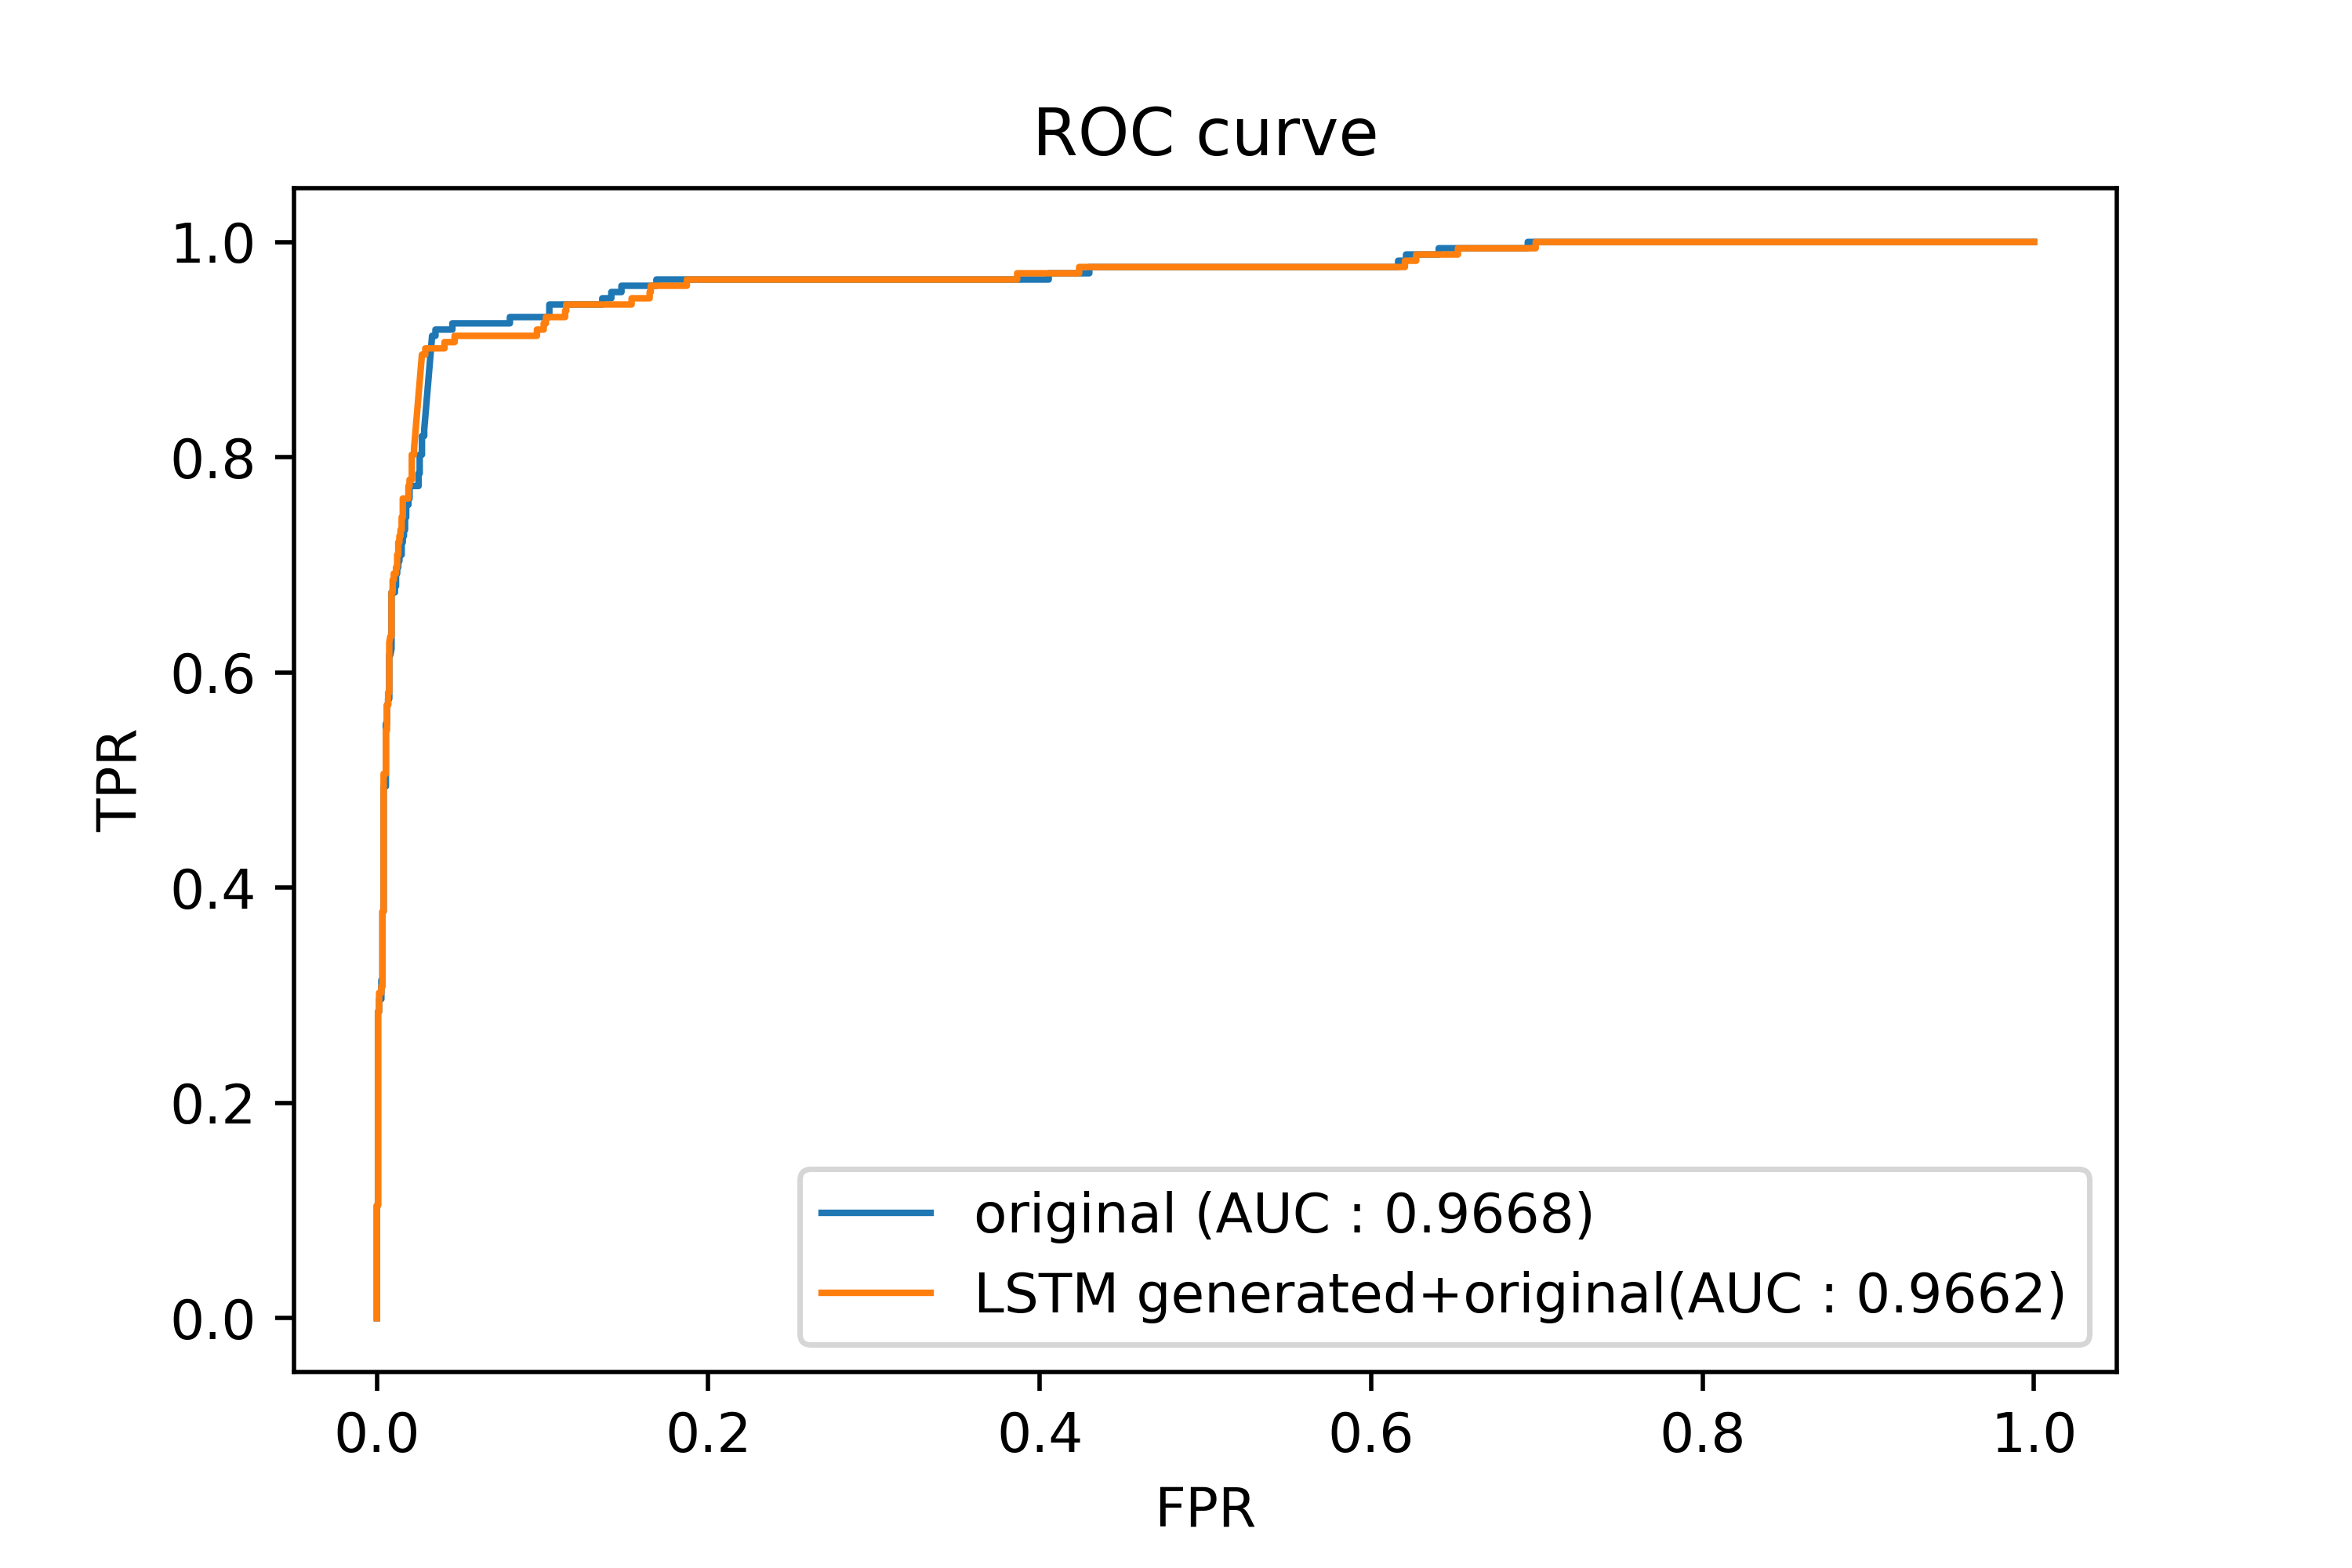 ROC curve
1.0
0.8
0.6
0.4
0.2
0.0
TPR
original (AUC : 0.9668)
LSTM generated+original(AUC : 0.9662)
0.0 0.2 0.4 0.6 0.8 1.0
FPR